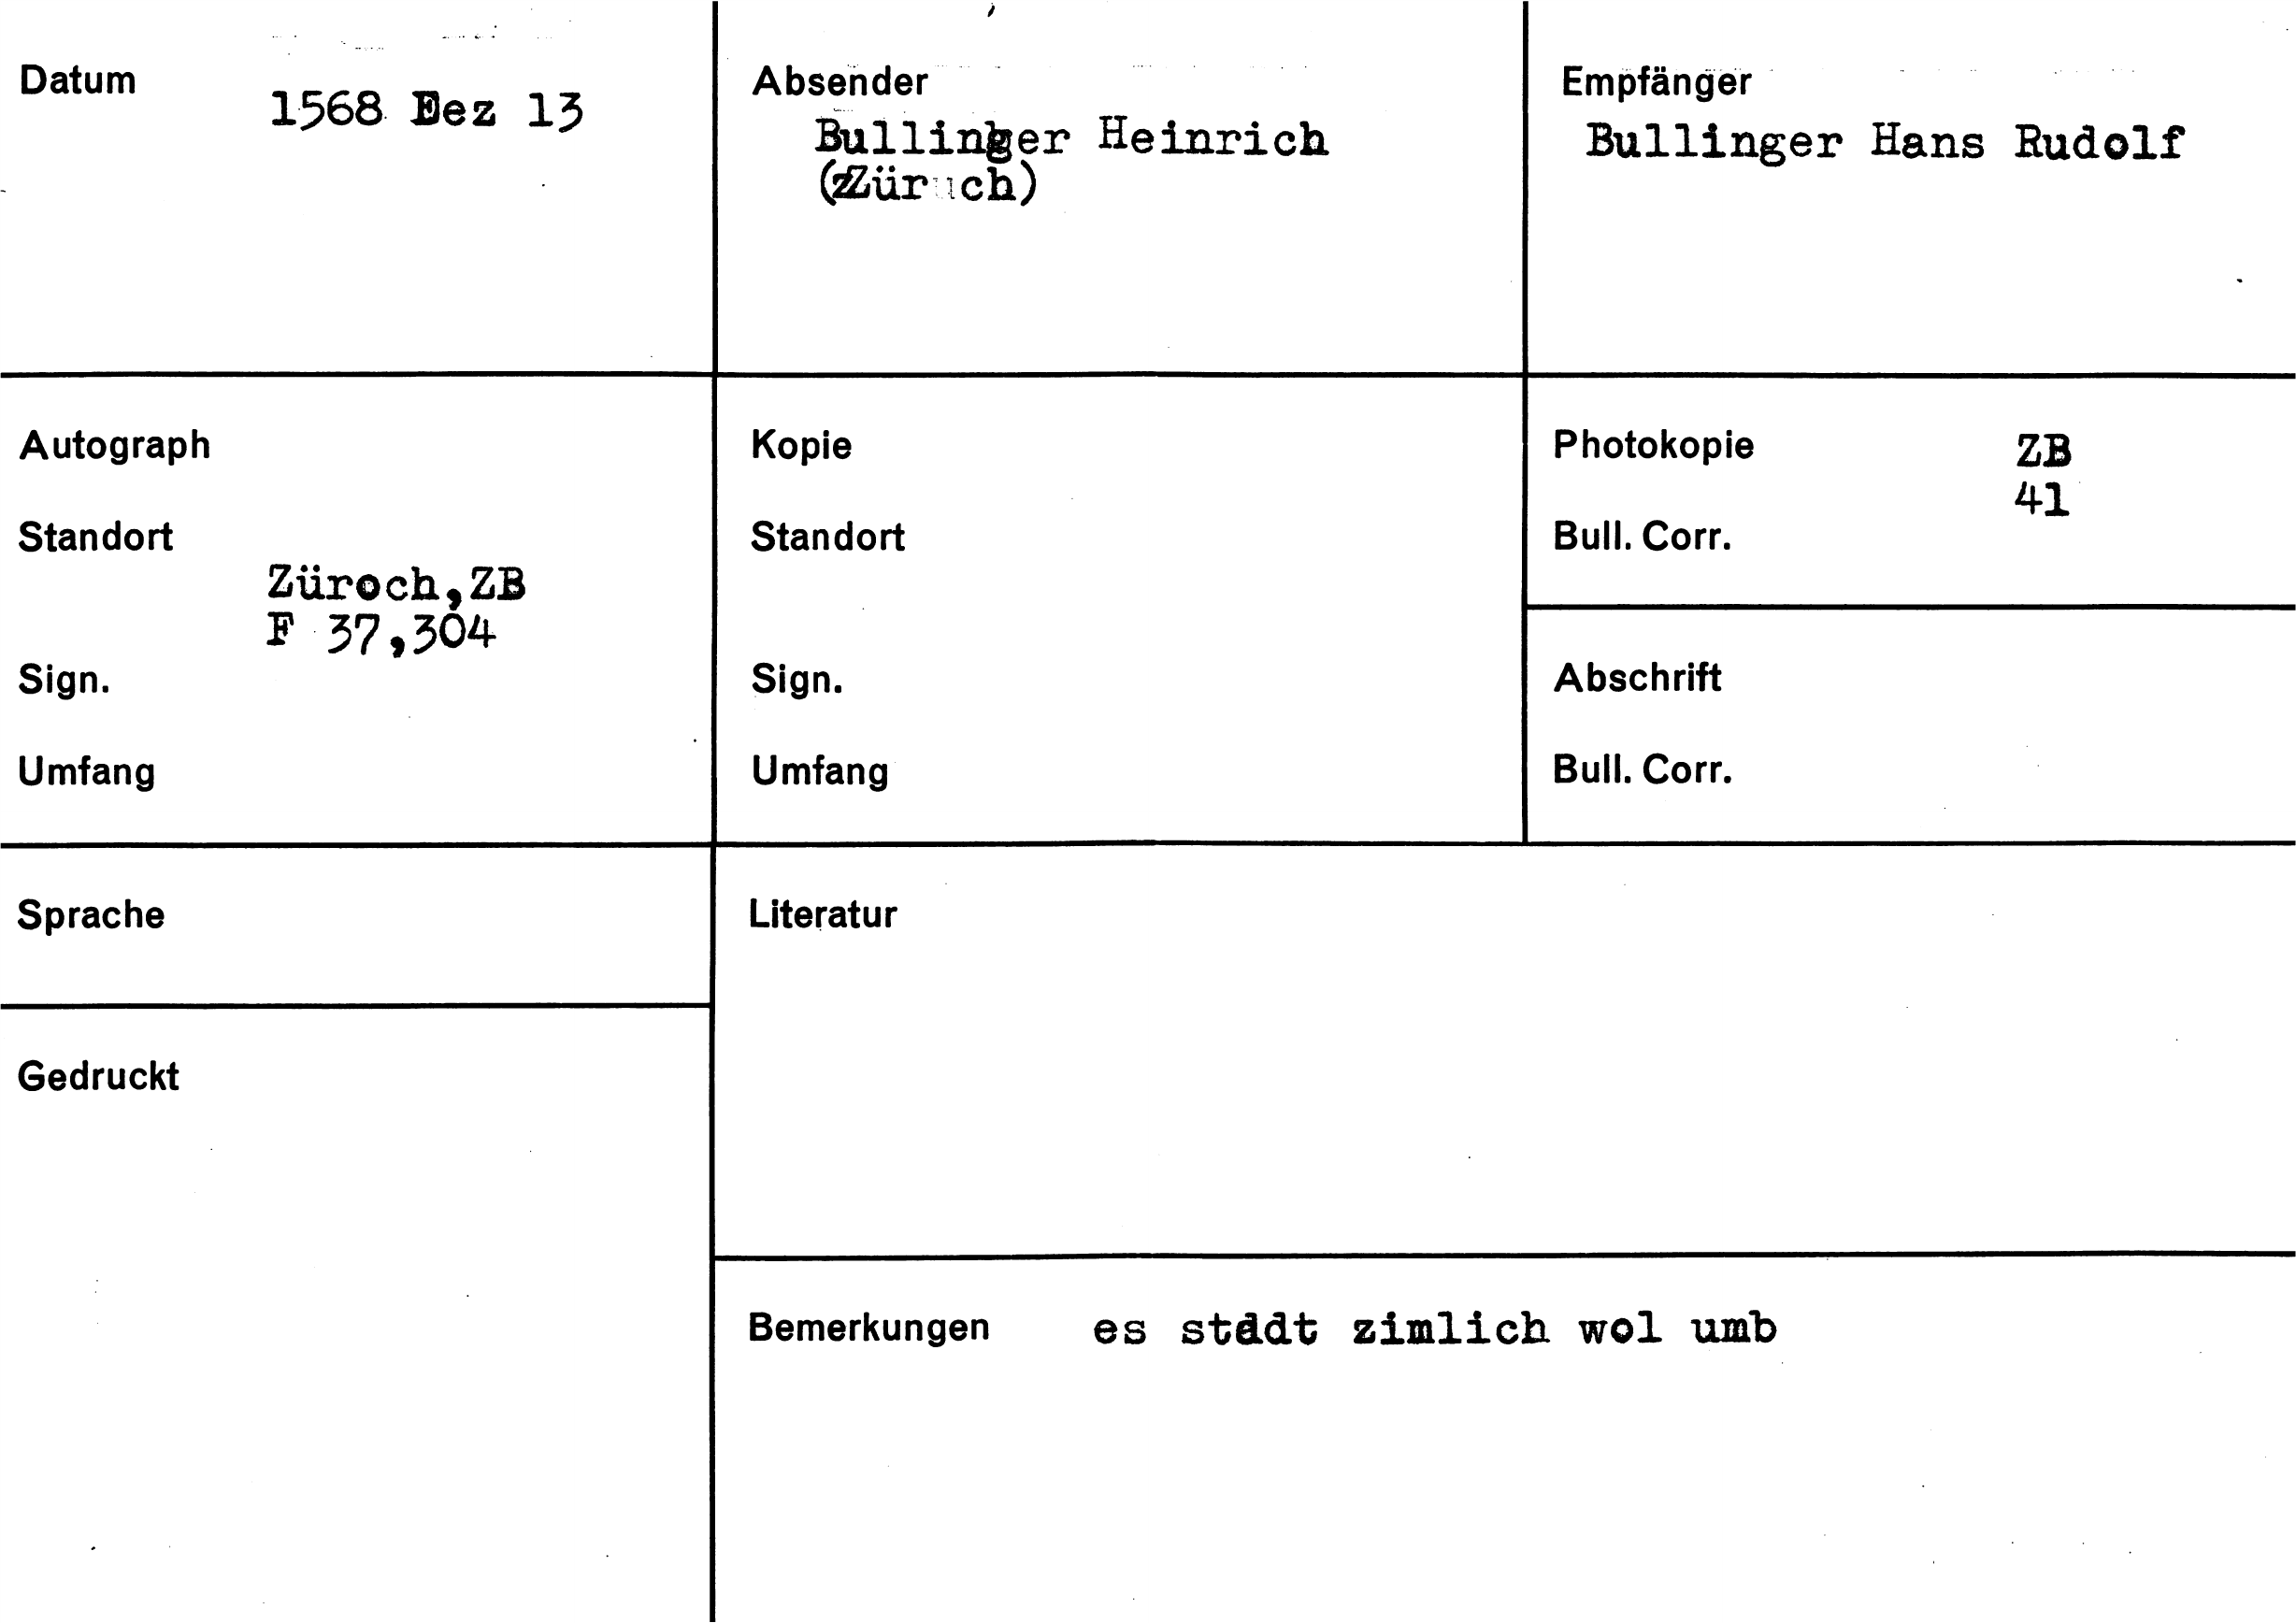 Datum
1568 Dez 13
Absender
Bullinger Heinrich
(Zürich)
Empfänger
Bullinger Hans Rudolf
Autograph
Standort
Züroch,ZB
F 37,304
Sign.
Umfang
Kopie
Standort
Sign.
Umfang
Photokopie ZB
41
Bull. Corr.
Abschrift
Bull. Corr.
Sprache
Gedruckt
Literatur
Bemerkungen es zimlich wol umb